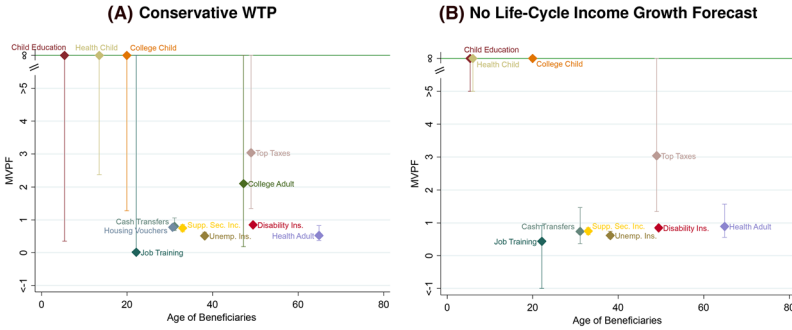 (A) Conservative WTP
Child Education
Health Child
College Child
∞
>5
4
3
2
1
0
<-1
MVPF
Top Taxes
College Adult
Cash Transfers
Housing Vouchers
Supp. Sec. Inc.
Disability Ins.
Unemp. Ins.
Health Adult
Job Training
0
20
40
60
80
Age of Beneficiaries
(B) No Life-Cycle Income Growth Forecast
Child Education
Health Child
College Child
∞
>5
4
3
2
1
0
<-1
MVPF
Top Taxes
Cash Transfers
Supp. Sec. Inc.
Disability Ins.
Health Adult
Job Training
Unemp. Ins.
0
20
40
60
80
Age of Beneficiaries